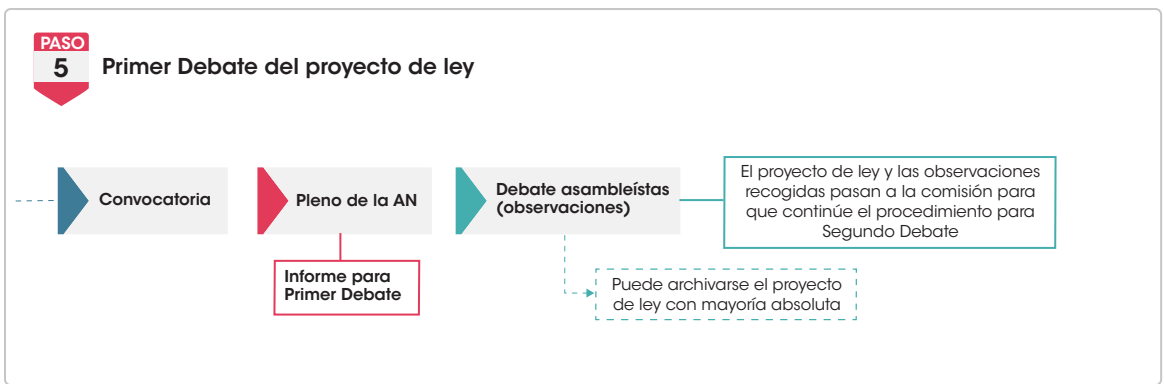 PASO
5
Primer Debate del proyecto de ley
Convocatoria
Pleno de la AN
Informe para
Primer Debate
Debate asambleístas
(observaciones)
El proyecto de ley y las observaciones
recogidas pasan a la comisión para
que continúe el procedimiento para
Segundo Debate
Puede archivarse el proyecto
de ley con mayoría absoluta